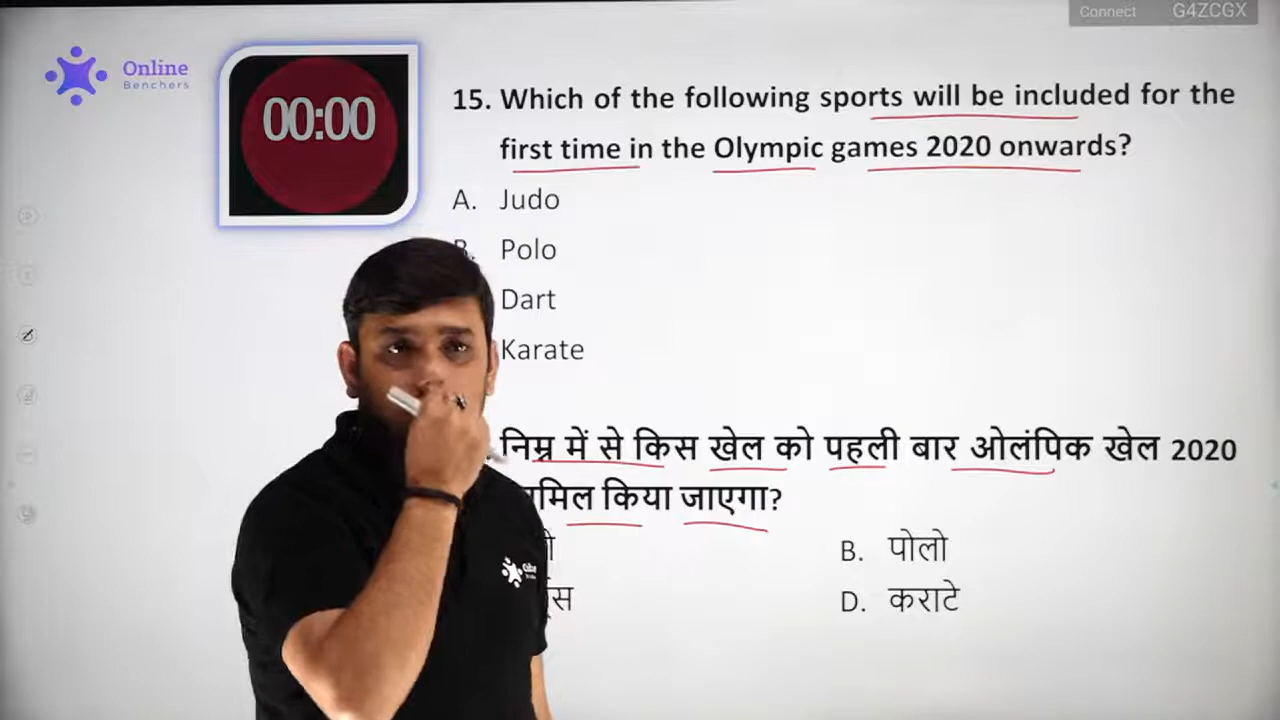 Connect G4ZCGX
Online
Benchers
00:00
15. Which of the following sports will be included for the
first time in the Olympic games 2020 onwards?
A. Judo
B. Polo
Dart
Karate
निम्न में से किस खेल को पहली बार ओलंपिक खेल 2020
किया जाएगा?
B. पोलो
D. कराटे